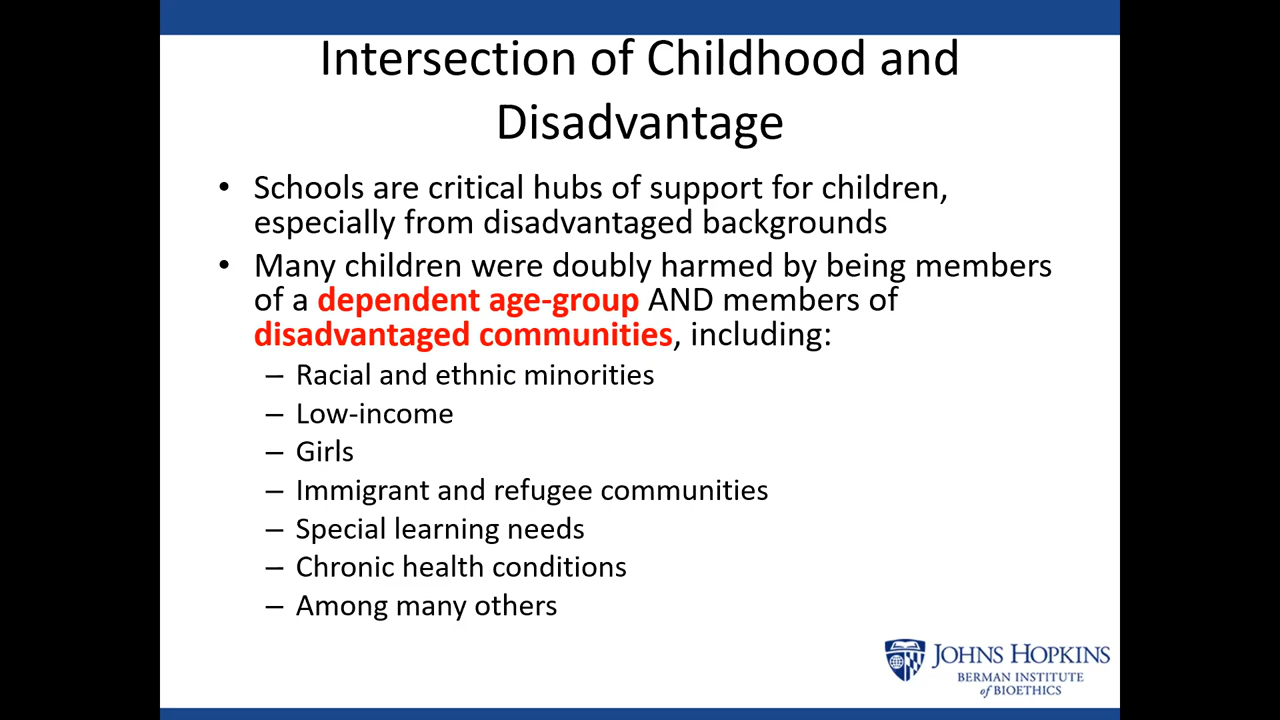 Intersection of Childhood and
Disadvantage
• Schools are critical hubs of support for children,
especially from disadvantaged backgrounds
• Many children were doubly harmed by being members
of a dependent age-group AND members of
disadvantaged communities, including:
– Racial and ethnic minorities
– Low-income
– Girls
– Immigrant and refugee communities
– Special learning needs
– Chronic health conditions
– Among many others
JOHNS HOPKINS
BERMAN INSTITUTE
of BIOETHICS